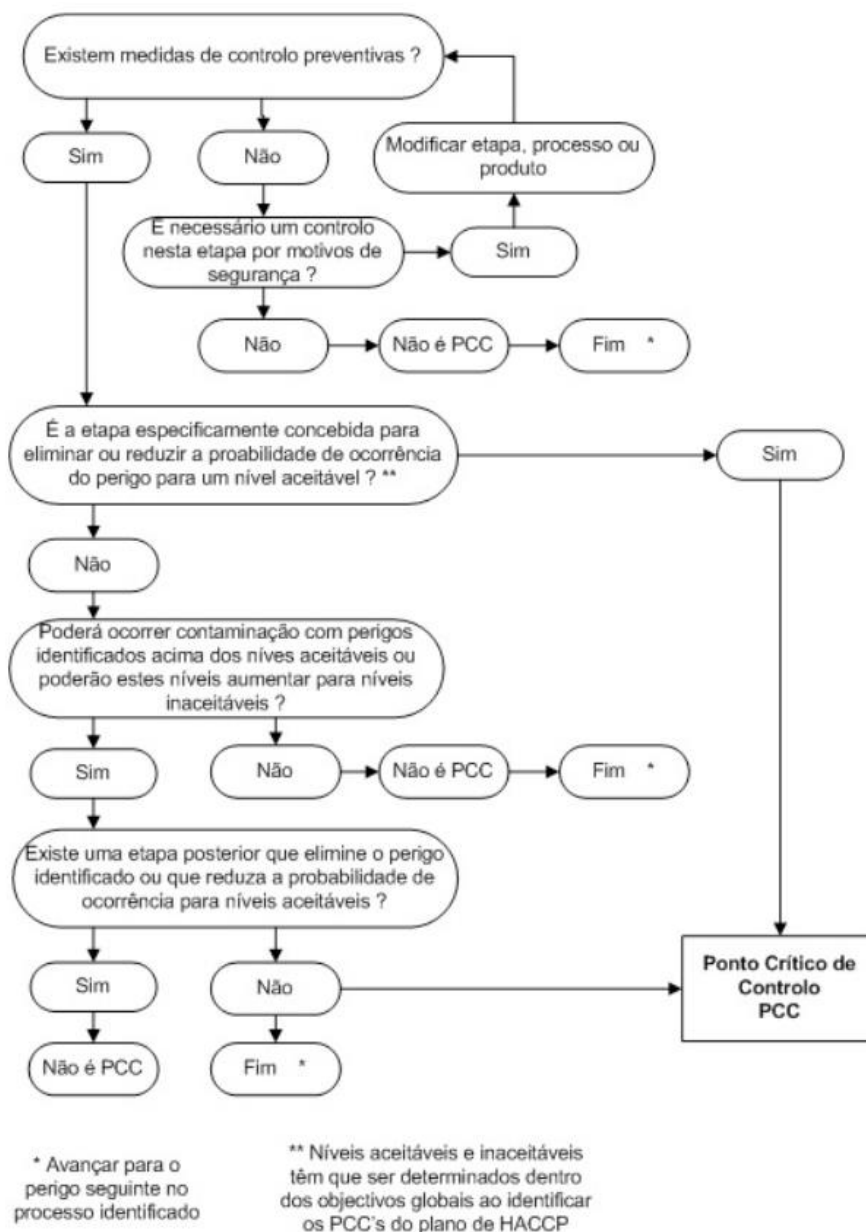 Existem medidas de controlo preventivas ?
Sim
Não
Modificar etapa, processo ou
produto
É necessário um controlo
nesta etapa por motivos de
segurança ?
Sim
Não
Não é PCC
Fim *
É a etapa especificamente concebida para
eliminar ou reduzir a proabilidade de ocorrência
do perigo para um nível aceitável ? **
Sim
Não
Poderá ocorrer contaminação com perigos
identificados acima dos níves aceitáveis ou
poderão estes níveis aumentar para níveis
inaceitáveis ?
Sim
Não
Não é PCC
Fim *
Existe uma etapa posterior que elimine o perigo
identificado ou que reduza a probabilidade de
ocorrência para níveis aceitáveis ?
Sim
Não
Ponto Crítico de
Controlo
PCC
Não é PCC
Fim *
* Avançar para o
perigo seguinte no
processo identificado
** Níveis aceitáveis e inaceitáveis
têm que ser determinados dentro
dos objectivos globais ao identificar
os PCC's do plano de HACCP